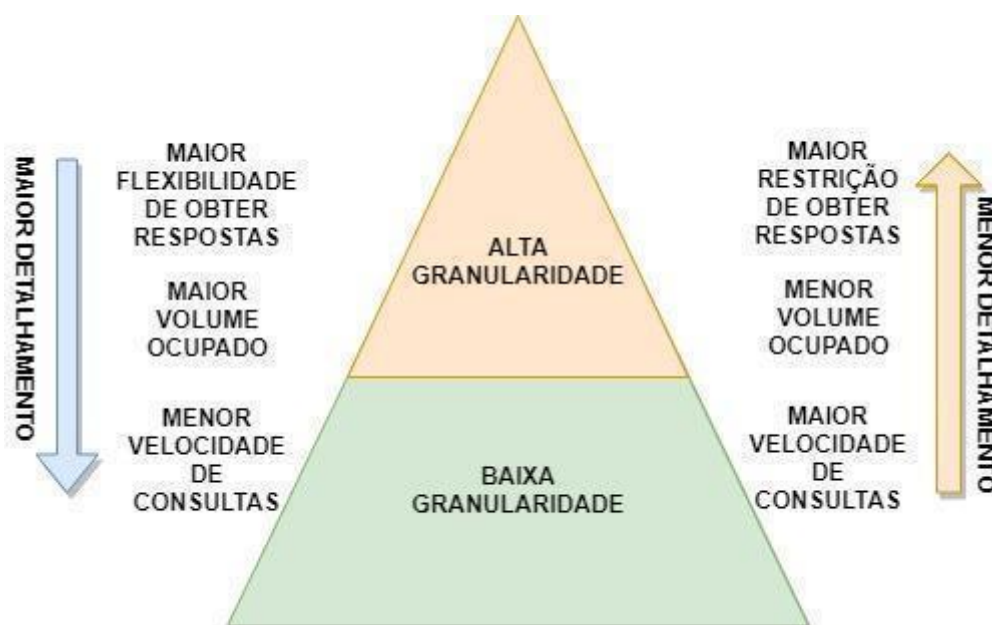 MAIOR DETALHAMENTO
MAIOR
FLEXIBILIDADE
DE OBTER
RESPOSTAS
MAIOR
VOLUME
OCUPADO
MENOR
VELOCIDADE
DE
CONSULTAS
ALTA
GRANULARIDADE
BAIXA
GRANULARIDADE
MAIOR
RESTRIÇÃO
DE OBTER
RESPOSTAS
MENOR
VOLUME
OCUPADO
MAIOR
VELOCIDADE
DE
CONSULTAS
MENOR DETALHAMENTO